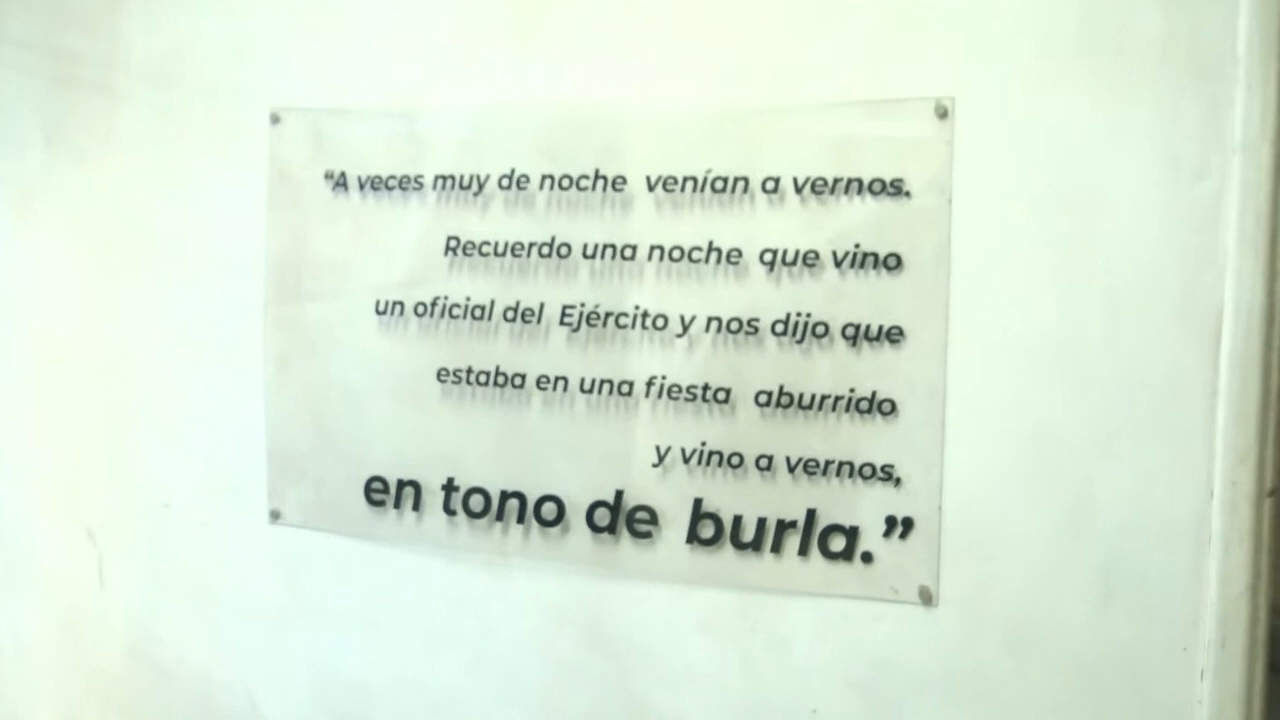 “A veces muy de noche venían a vernos.
Recuerdo una noche que vino
un oficial del Ejército y nos dijo que
estaba en una fiesta aburrido
y vino a vernos,
en tono de burla.”